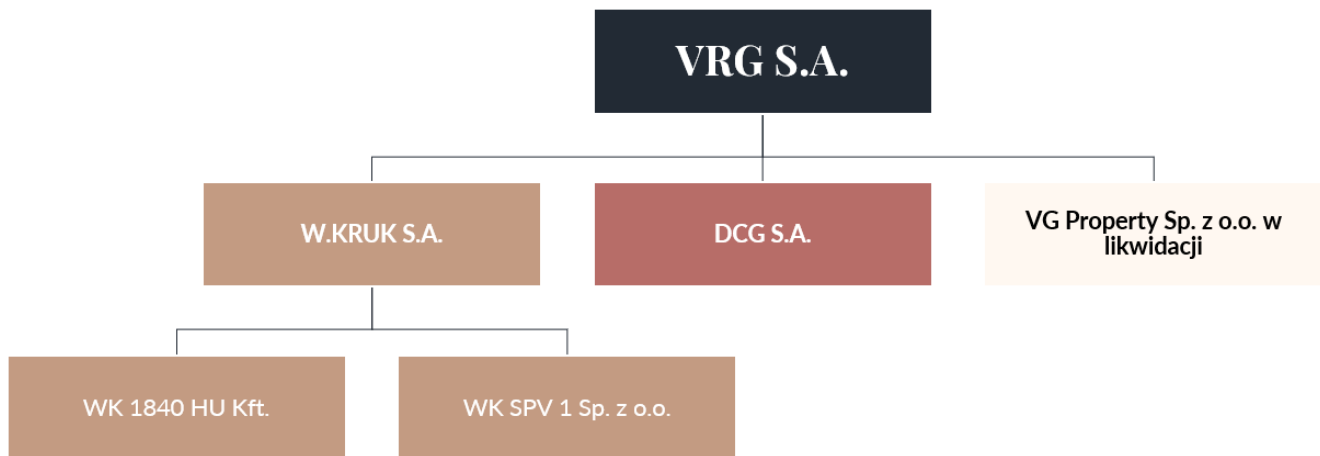 VRG S.A.
W.KRUK S.A.
DCG S.A.
VG Property Sp. z o.o. w
likwidacji
WK 1840 HU Kft.
WK SPV 1 Sp. z o.o.